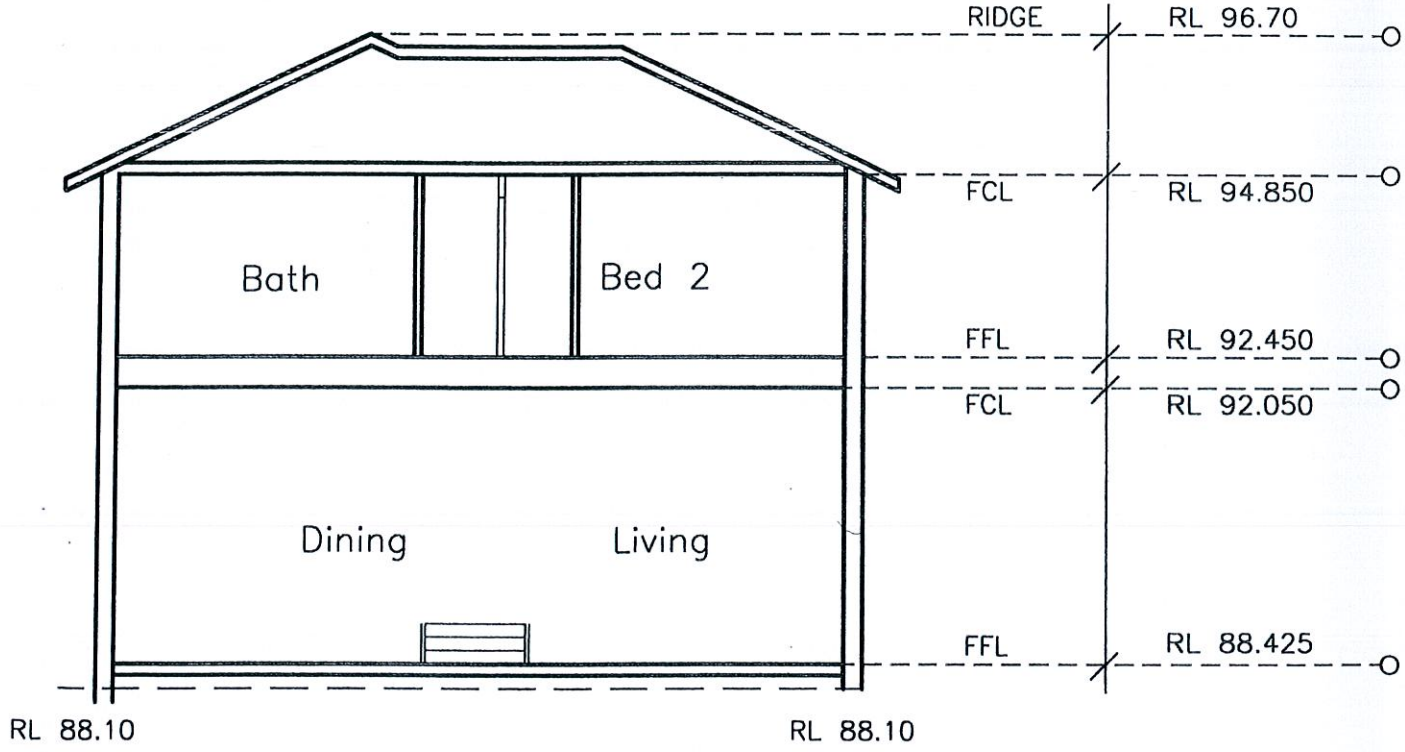 RIDGE RL 96.70
FCL RL 94.850
Bath Bed 2
FFL RL 92.450
FCL RL 92.050
Dining Living
FFL RL 88.425
RL 88.10 RL 88.10